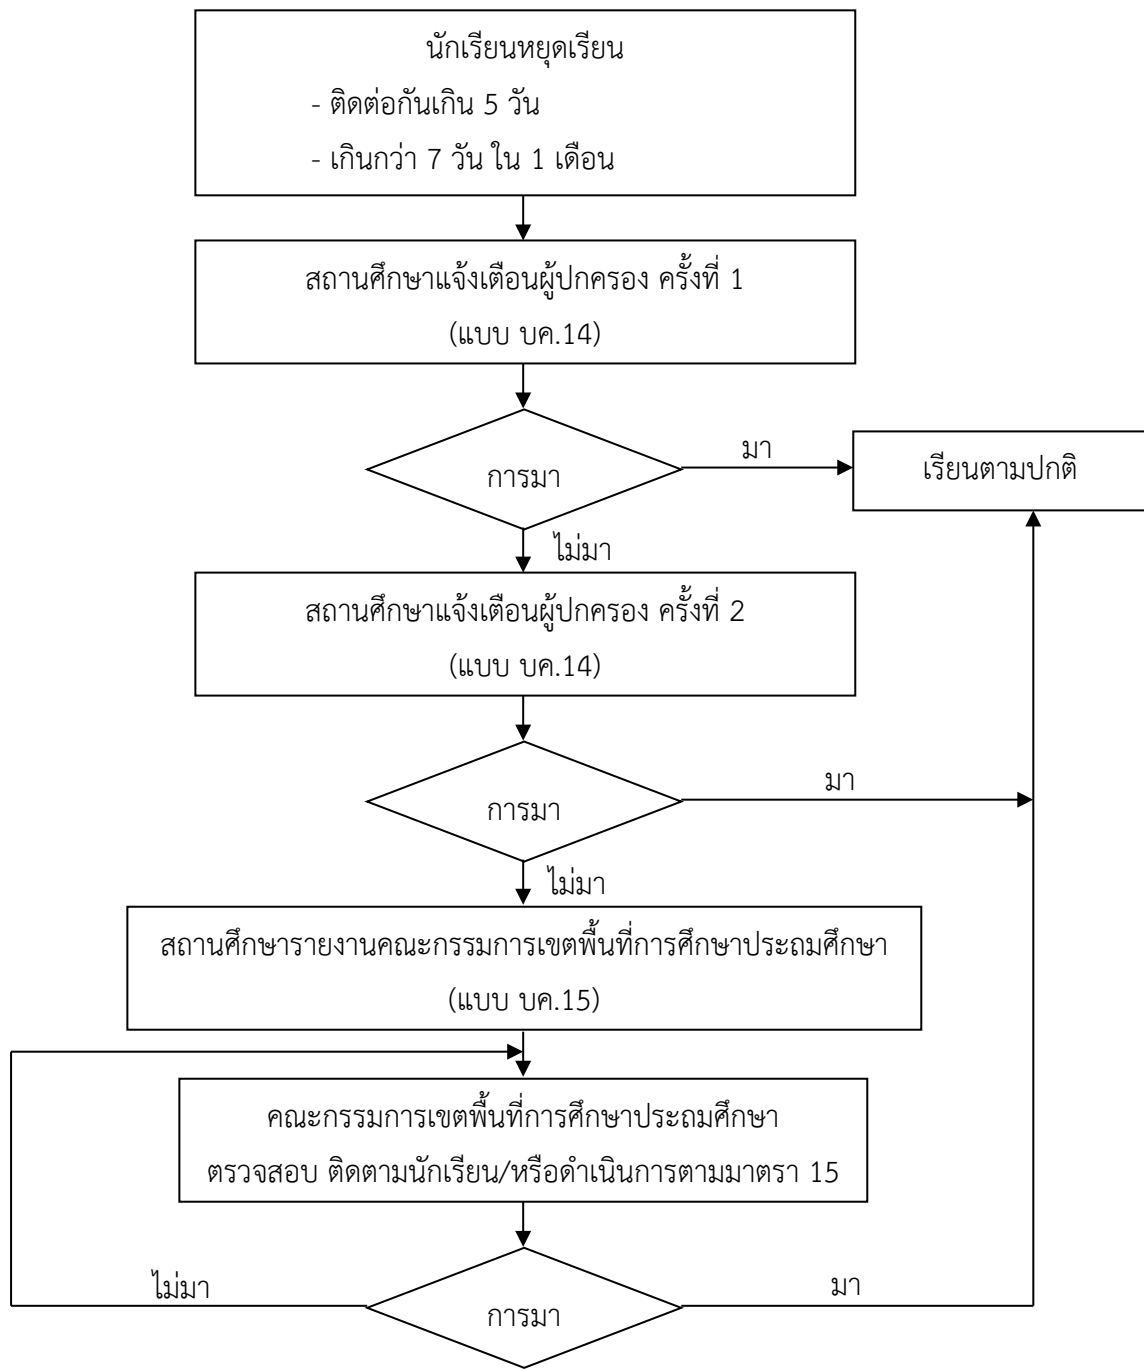 นักเรียนหยุดเรียน
- ติดต่อกันเกิน 5 วัน
- เกินกว่า 7 วัน ใน 1 เดือน
สถานศึกษาแจ้งเตือนผู้ปกครอง ครั้งที่ 1
(แบบ บค.14)
การมา
มา
เรียนตามปกติ
ไม่มา
สถานศึกษาแจ้งเตือนผู้ปกครอง ครั้งที่ 2
(แบบ บค.14)
การมา
มา
ไม่มา
สถานศึกษารายงานคณะกรรมการเขตพื้นที่การศึกษาประถมศึกษา
(แบบ บค.15)
คณะกรรมการเขตพื้นที่การศึกษาประถมศึกษา
ตรวจสอบ ติดตามนักเรียน/หรือดำเนินการตามมาตรา 15
ไม่มา
การมา
มา